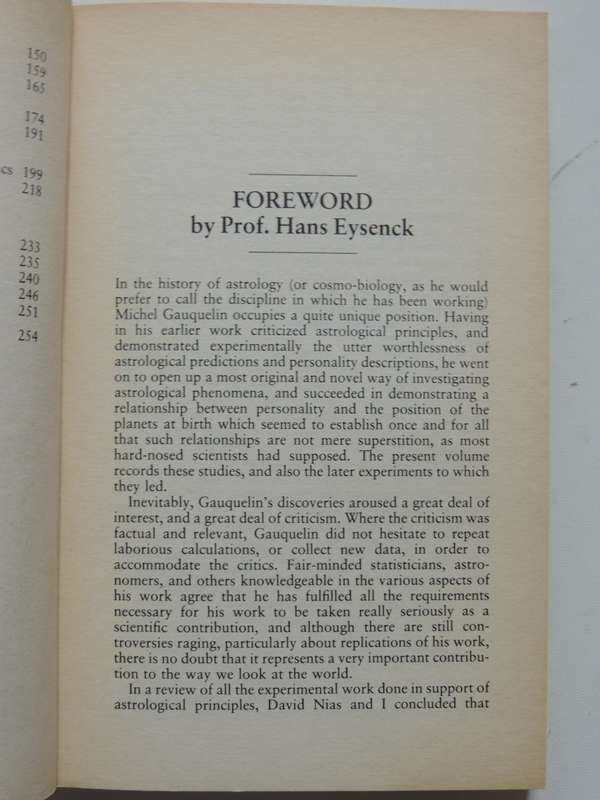 150
159
165
174
191
cs 199
218
233
235
240
246
251
254
FOREWORD
by Prof. Hans Eysenck
In the history of astrology (or cosmo-biology, as he would
prefer to call the discipline in which he has been working)
Michel Gauquelin occupies a quite unique position. Having
in his earlier work criticized astrological principles, and
demonstrated experimentally the utter worthlessness of
astrological predictions and personality descriptions, he went
on to open up a most original and novel way of investigating
astrological phenomena, and succeeded in demonstrating a
relationship between personality and the position of the
planets at birth which seemed to establish once and for all
that such relationships are not mere superstition, as most
hard-nosed scientists had supposed. The present volume
records these studies, and also the later experiments to which
they led.
Inevitably, Gauquelin's discoveries aroused a great deal of
interest, and a great deal of criticism. Where the criticism was
factual and relevant, Gauquelin did not hesitate to repeat
laborious calculations, or collect new data, in order to
accommodate the critics. Fair-minded statisticians, astro-
nomers, and others knowledgeable in the various aspects of
his work agree that he has fulfilled all the requirements
necessary for his work to be taken really seriously as a
scientific contribution, and although there are still con-
troversies raging, particularly about replications of his work,
there is no doubt that it represents a very important contribu-
tion to the way we look at the world.
In a review of all the experimental work done in support of
astrological principles, David Nias and I concluded that